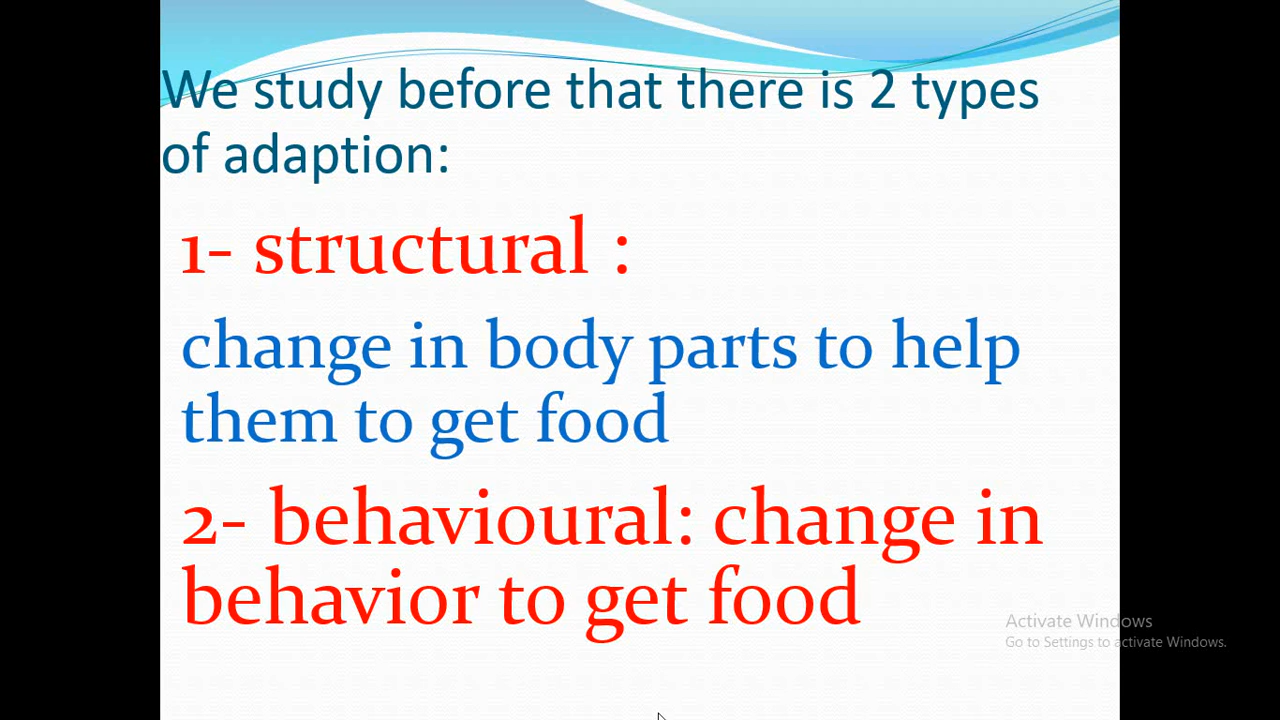 We study before that there is 2 types
of adaption:
1- structural :
change in body parts to help
them to get food
2- behavioural: change in
behavior to get food
Activate Windows
Go to Settings to activate Windows.